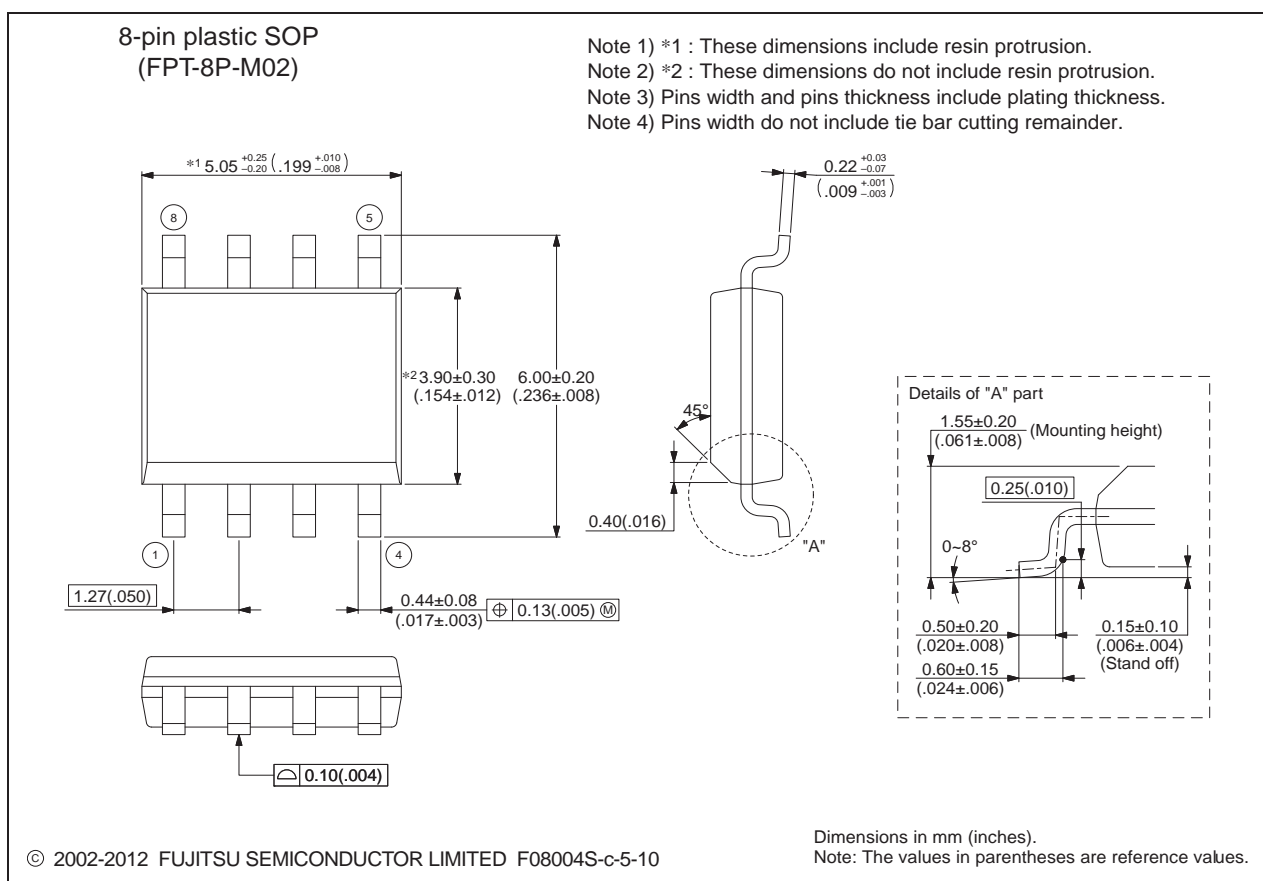 8-pin plastic SOP
(FPT-8P-M02)
Note 1) *1 : These dimensions include resin protrusion.
Note 2) *2 : These dimensions do not include resin protrusion.
Note 3) Pins width and pins thickness include plating thickness.
Note 4) Pins width do not include tie bar cutting remainder.
*1 5.05 +0.25 −0.20 (.199 +.010 −.008)
0.22 +0.03 −0.07
(.009 +.001 −.003)
8
5
*2 3.90±0.30
(.154±.012)
6.00±0.20
(.236±.008)
45°
0.40(.016)
"A"
1
4
1.27(.050)
0.44±0.08
(.017±.003)
⌖ 0.13(.005) Ⓜ
⌓ 0.10(.004)
Details of "A" part
1.55±0.20
(.061±.008)
(Mounting height)
0.25(.010)
0~8°
0.50±0.20
(.020±.008)
0.60±0.15
(.024±.006)
0.15±0.10
(.006±.004)
(Stand off)
© 2002-2012 FUJITSU SEMICONDUCTOR LIMITED F08004S-c-5-10
Dimensions in mm (inches).
Note: The values in parentheses are reference values.